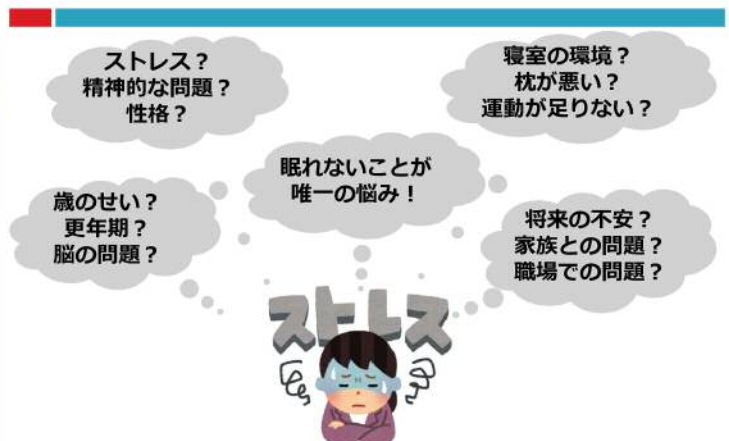 ストレス？
精神的な問題？
性格？
寝室の環境？
枕が悪い？
運動が足りない？
眠れないことが
唯一の悩み！
歳のせい？
更年期？
脳の問題？
将来の不安？
家族との問題？
職場での問題？
ストレス